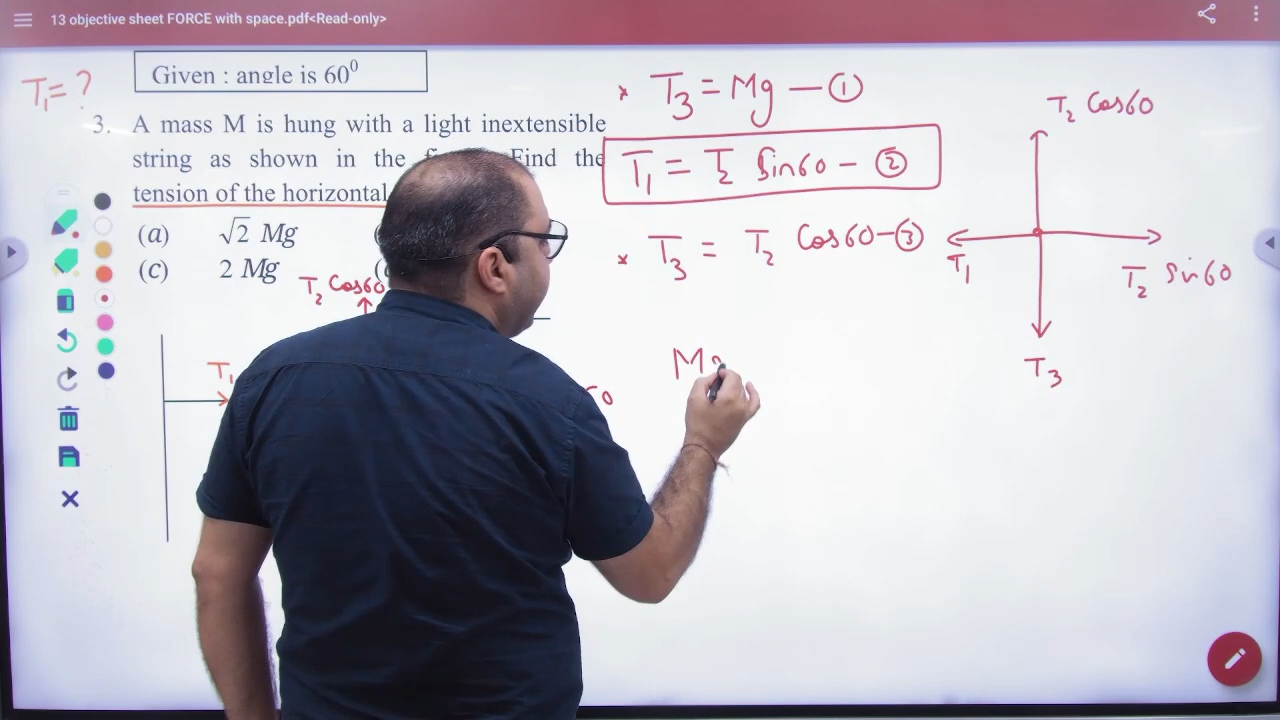 13 objective sheet FORCE with space.pdf<Read-only>
T₁ = ?
Given : angle is 60⁰
3. A mass M is hung with a light inextensible
string as shown in the Find the
tension of the horizontal
(a) √2 Mg
(c) 2 Mg
T₂ Cos60
T₁
* T₃ = Mg — ①
T₁ = T₂ Sin60 - ②
* T₃ = T₂ Cos60 - ③
M
T₂ Cos60
T₁
T₂ Sin60
T₃